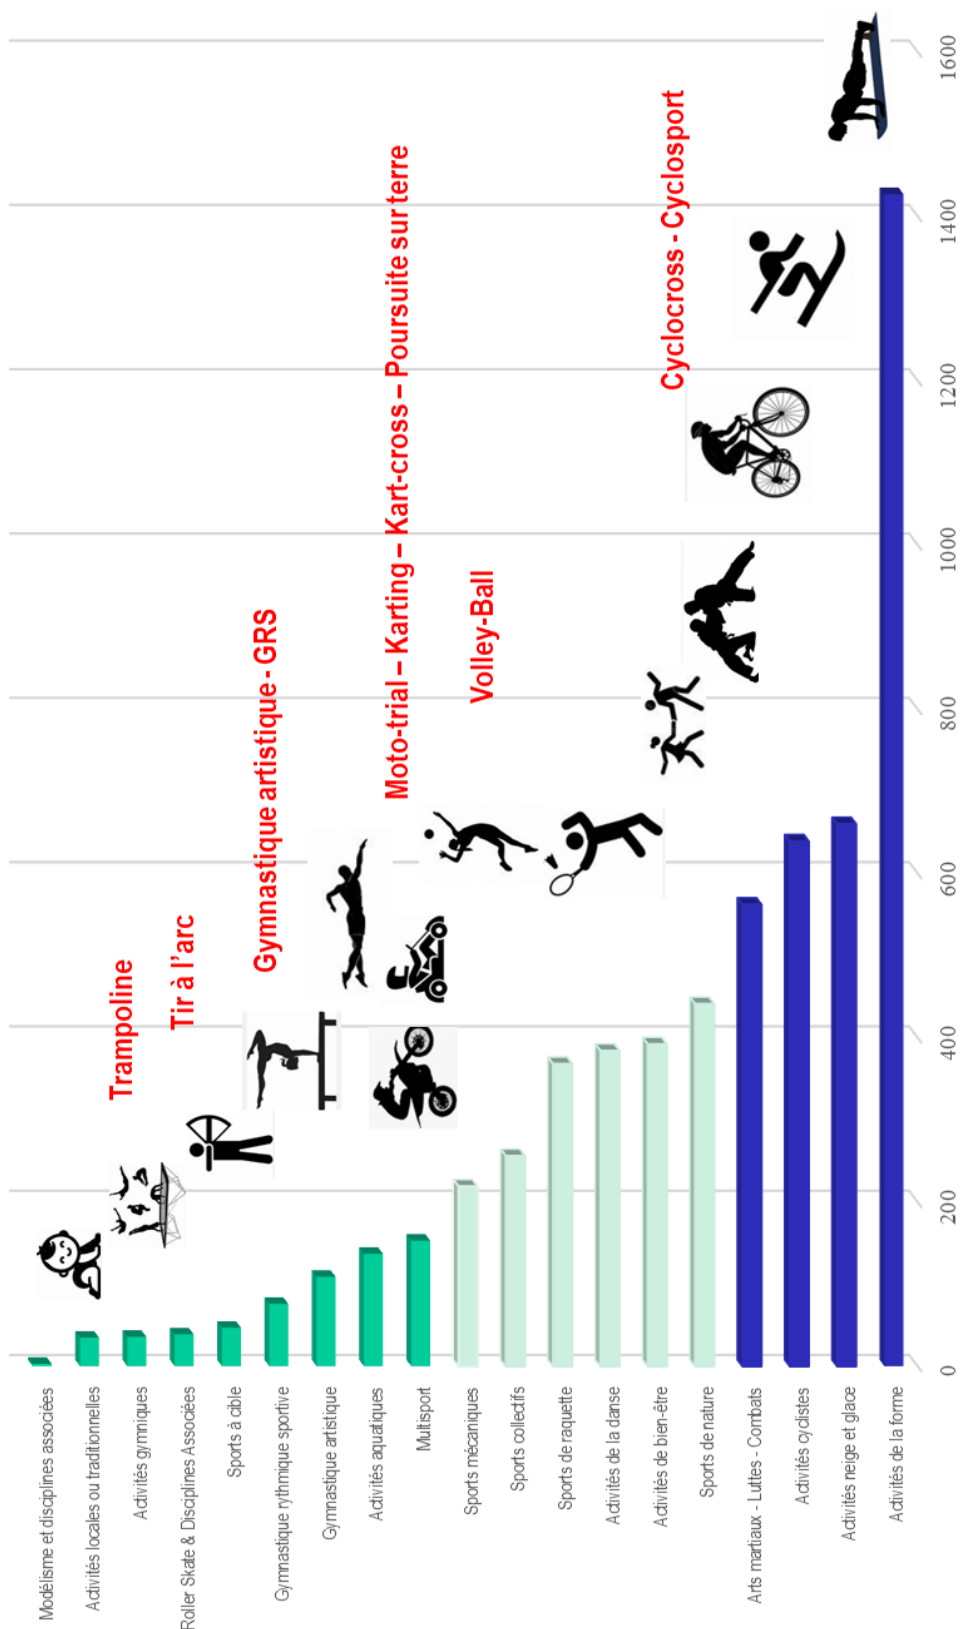 Trampoline
Tir à l'arc
Gymnastique artistique - GRS
Moto-trial – Karting – Kart-cross – Poursuite sur terre
Volley-Ball
Cyclocross - Cyclosport
Modélisme et disciplines associées
Activités locales ou traditionnelles
Activités gymniques
Roller Skate & Disciplines Associées
Sports à cible
Gymnastique rythmique sportive
Gymnastique artistique
Activités aquatiques
Multisport
Sports mécaniques
Sports collectifs
Sports de raquette
Activités de la danse
Activités de bien-être
Sports de nature
Arts martiaux - Luttes - Combats
Activités cyclistes
Activités neige et glace
Activités de la forme
0
200
400
600
800
1000
1200
1400
1600